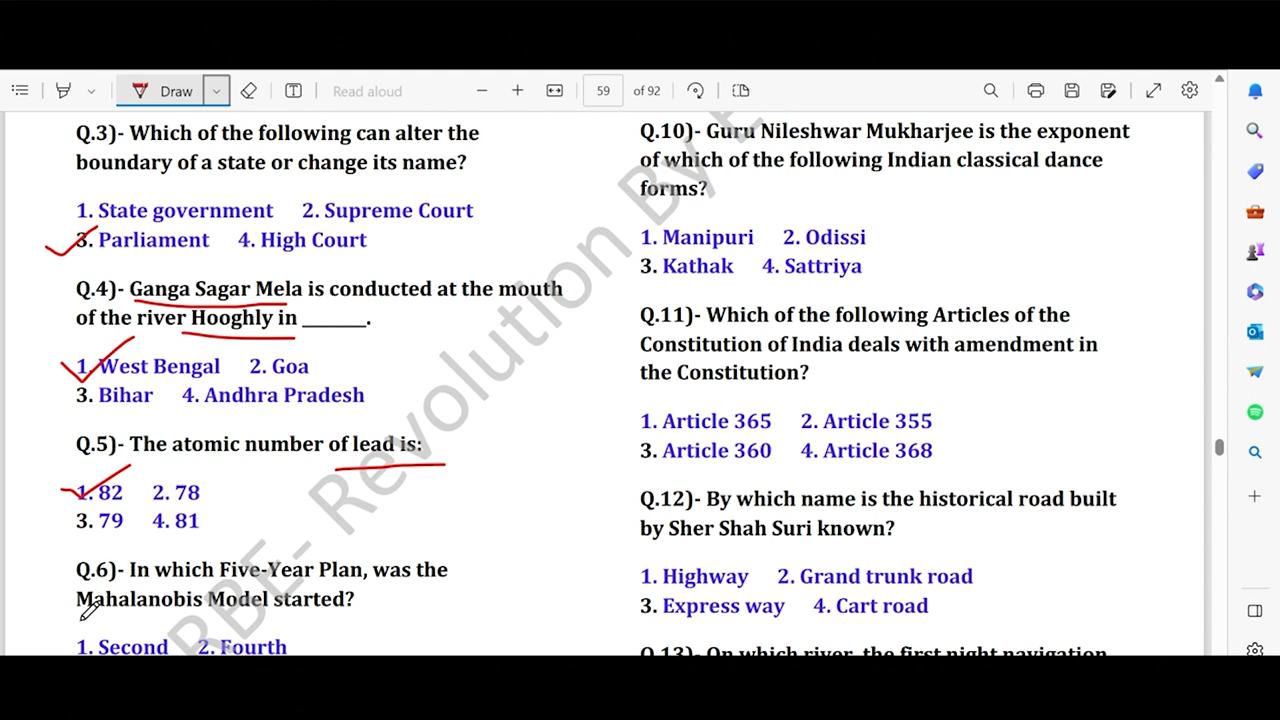 Draw
Read aloud
59
of 92
Q.3)- Which of the following can alter the
boundary of a state or change its name?
1. State government 2. Supreme Court
3. Parliament 4. High Court
Q.4)- Ganga Sagar Mela is conducted at the mouth
of the river Hooghly in _______.
1. West Bengal 2. Goa
3. Bihar 4. Andhra Pradesh
Q.5)- The atomic number of lead is:
1. 82 2. 78
3. 79 4. 81
Q.6)- In which Five-Year Plan, was the
Mahalanobis Model started?
1. Second 2. Fourth
Q.10)- Guru Nileshwar Mukharjee is the exponent
of which of the following Indian classical dance
forms?
1. Manipuri 2. Odissi
3. Kathak 4. Sattriya
Q.11)- Which of the following Articles of the
Constitution of India deals with amendment in
the Constitution?
1. Article 365 2. Article 355
3. Article 360 4. Article 368
Q.12)- By which name is the historical road built
by Sher Shah Suri known?
1. Highway 2. Grand trunk road
3. Express way 4. Cart road
Q.13)- On which river, the first night navigation
RBE- Revolution By E